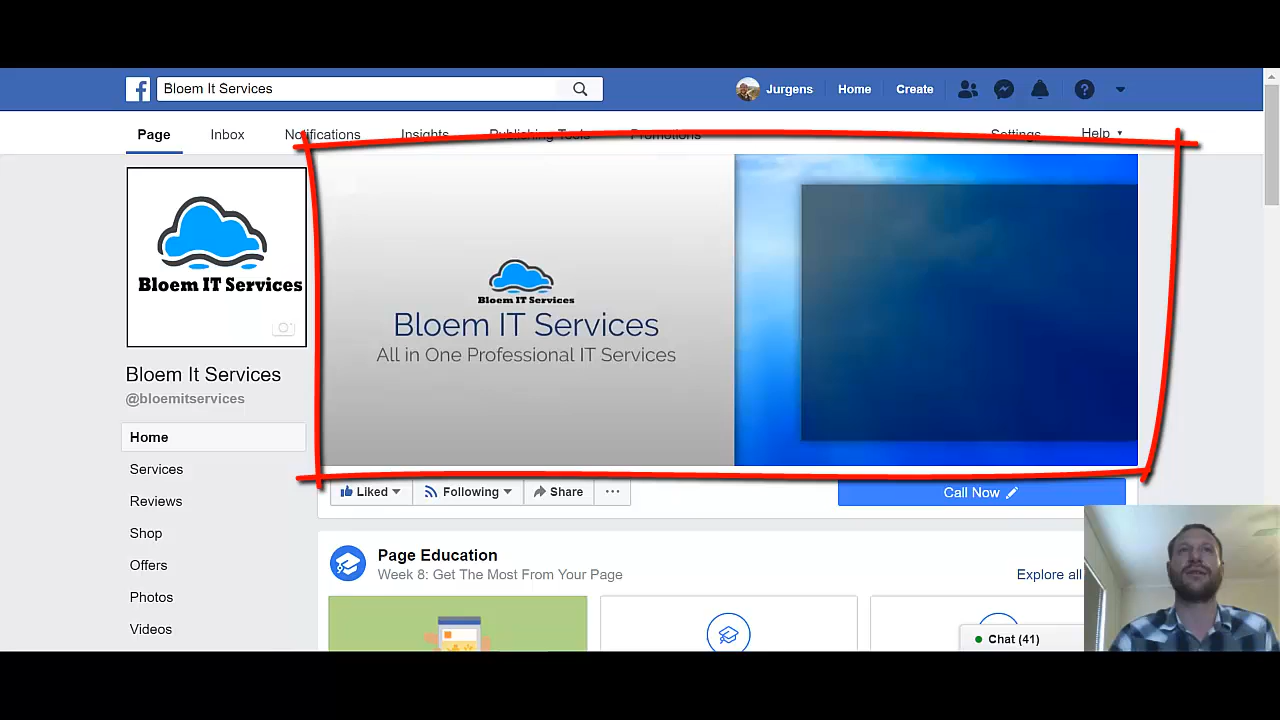 Bloem It Services
Jurgens
Home
Create
Page
Inbox
Notifications
Insights
Publishing Tools
Promotions
Settings
Help
Bloem IT Services
Bloem It Services
@bloemitservices
Home
Services
Reviews
Shop
Offers
Photos
Videos
Bloem IT Services
Bloem IT Services
All in One Professional IT Services
Liked
Following
Share
Call Now
Page Education
Week 8: Get The Most From Your Page
Explore all
Chat (41)